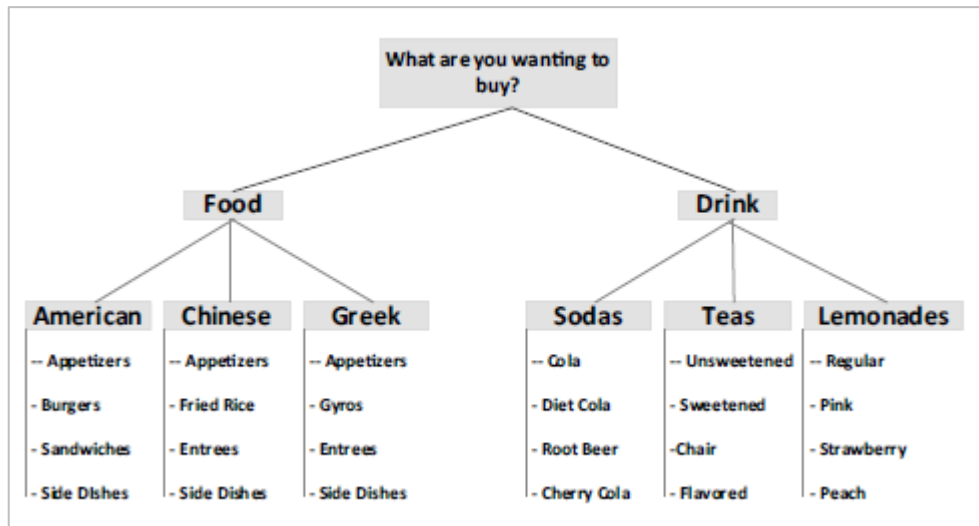 What are you wanting to
buy?
Food
Drink
American
-- Appetizers
- Burgers
- Sandwiches
- Side DIshes
Chinese
-- Appetizers
- Fried Rice
- Entrees
- Side Dishes
Greek
-- Appetizers
- Gyros
- Entrees
- Side Dishes
Sodas
-- Cola
- Diet Cola
- Root Beer
- Cherry Cola
Teas
-- Unsweetened
- Sweetened
-Chair
- Flavored
Lemonades
-- Regular
- Pink
- Strawberry
- Peach